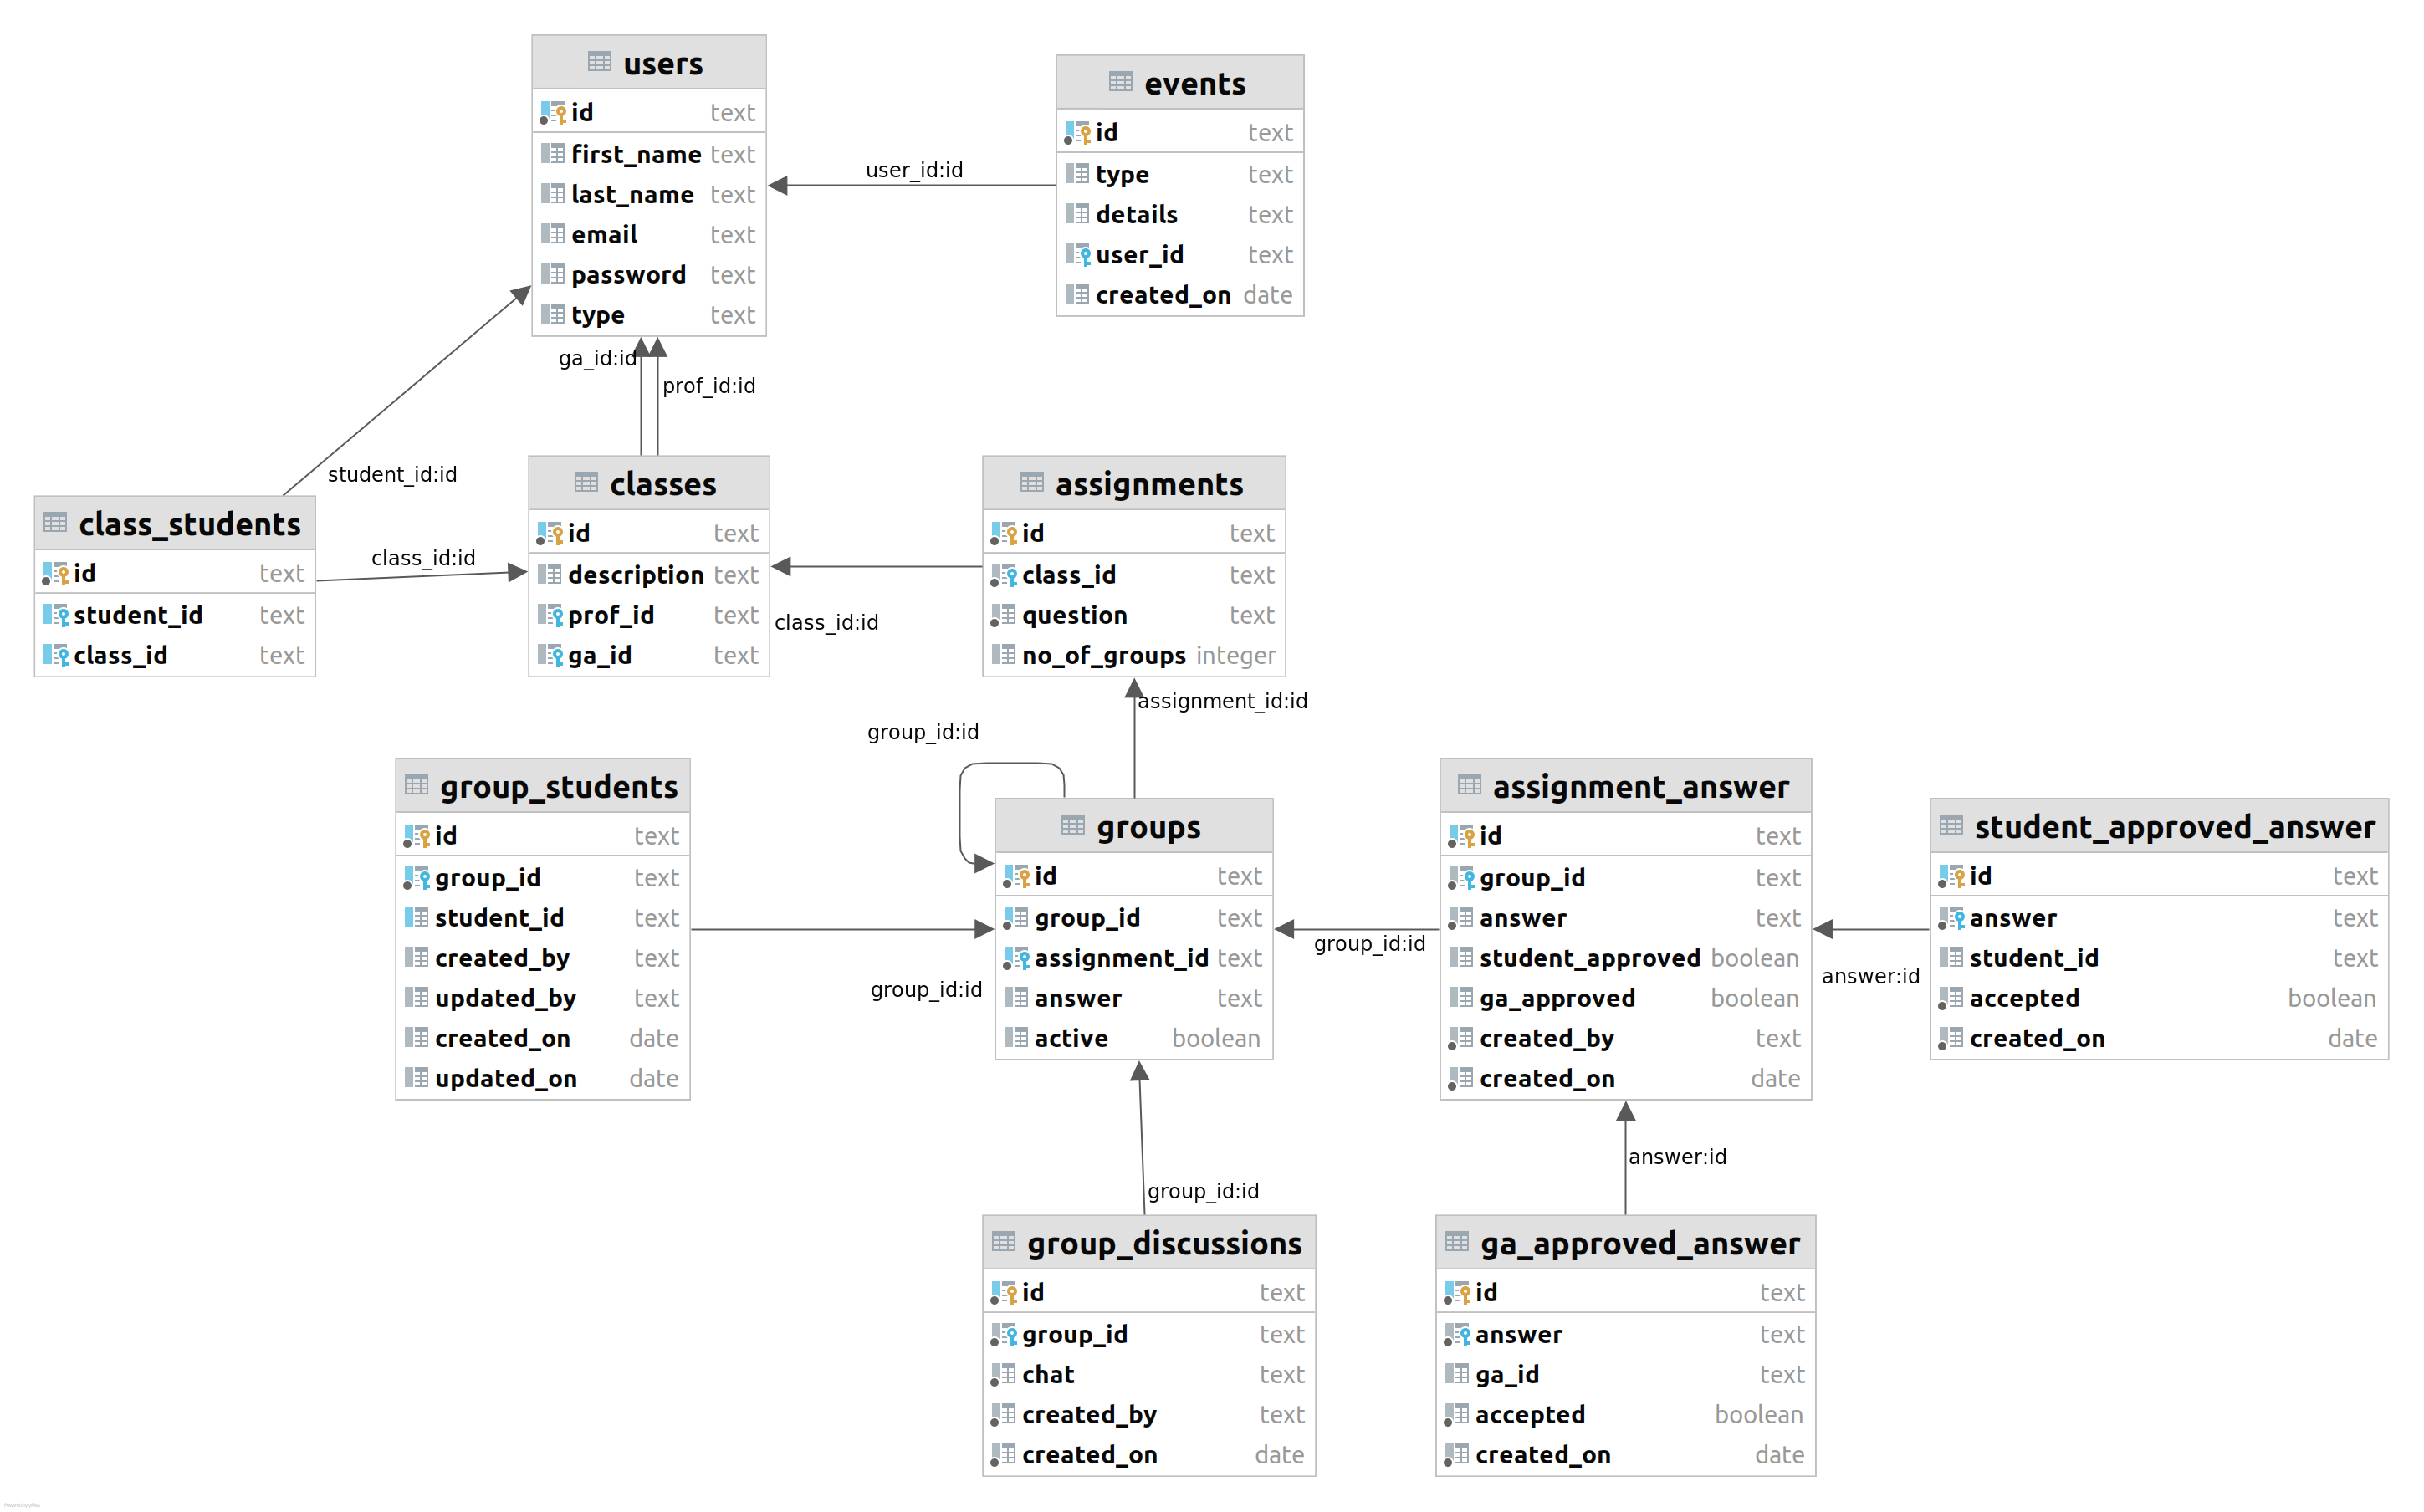 users
id text
first_name text
last_name text
email text
password text
type text
events
id text
type text
details text
user_id text
created_on date
user_id:id
ga_id:id
prof_id:id
student_id:id
class_students
id text
student_id text
class_id text
class_id:id
classes
id text
description text
prof_id text
ga_id text
class_id:id
assignments
id text
class_id text
question text
no_of_groups integer
assignment_id:id
group_id:id
group_students
id text
group_id text
student_id text
created_by text
updated_by text
created_on date
updated_on date
group_id:id
groups
id text
group_id text
assignment_id text
answer text
active boolean
group_id:id
assignment_answer
id text
group_id text
answer text
student_approved boolean
ga_approved boolean
created_by text
created_on date
answer:id
student_approved_answer
id text
answer text
student_id text
accepted boolean
created_on date
answer:id
group_id:id
group_discussions
id text
group_id text
chat text
created_by text
created_on date
ga_approved_answer
id text
answer text
ga_id text
accepted boolean
created_on date
Powered by yFiles